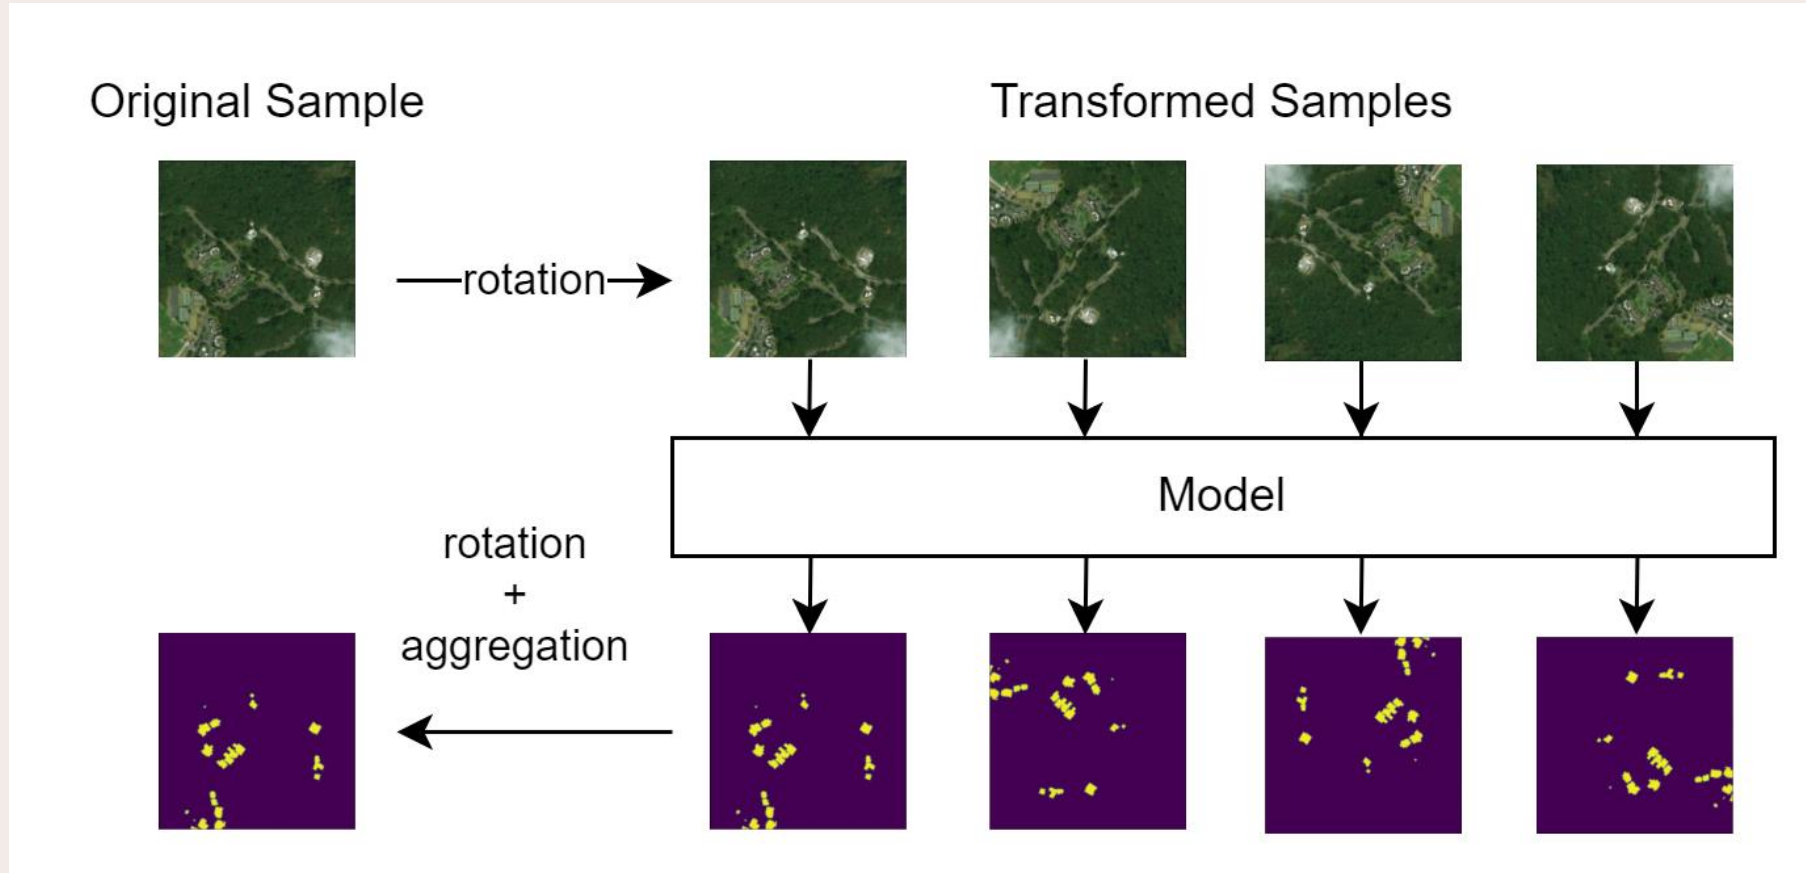 Original Sample
Transformed Samples
rotation
Model
rotation
+
aggregation